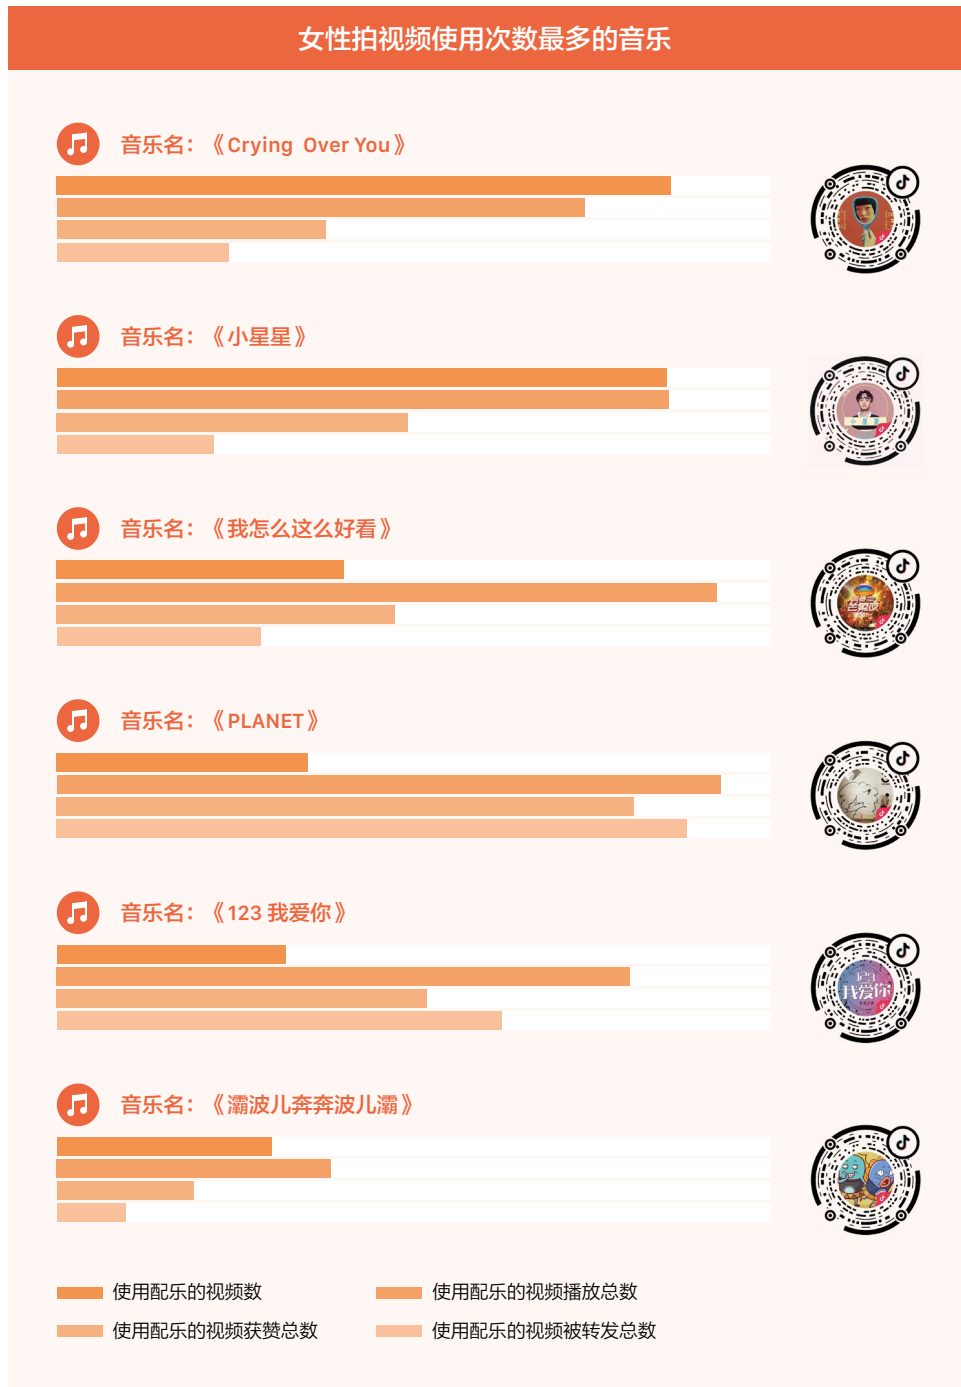 女性拍视频使用次数最多的音乐
音乐名：《Crying Over You》
音乐名：《小星星》
音乐名：《我怎么这么好看》
音乐名：《PLANET》
音乐名：《123 我爱你》
123
我爱你
音乐名：《灞波儿奔奔波儿灞》
使用配乐的视频数
使用配乐的视频播放总数
使用配乐的视频获赞总数
使用配乐的视频被转发总数